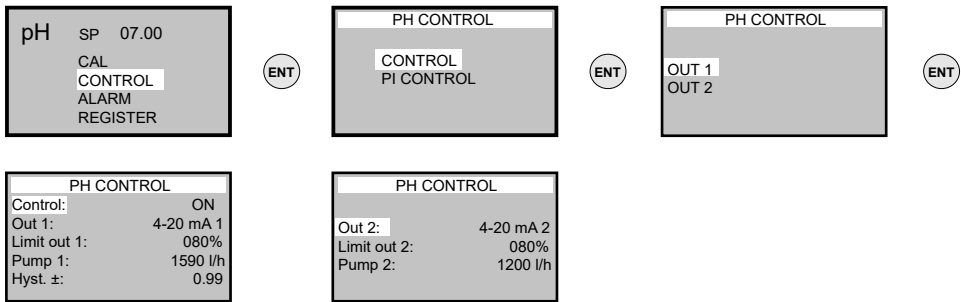 pH SP 07.00
CAL
CONTROL
ALARM
REGISTER
ENT
PH CONTROL
CONTROL
PI CONTROL
ENT
PH CONTROL
OUT 1
OUT 2
ENT
PH CONTROL
Control: ON
Out 1: 4-20 mA 1
Limit out 1: 080%
Pump 1: 1590 l/h
Hyst. ±: 0.99
PH CONTROL
Out 2: 4-20 mA 2
Limit out 2: 080%
Pump 2: 1200 l/h